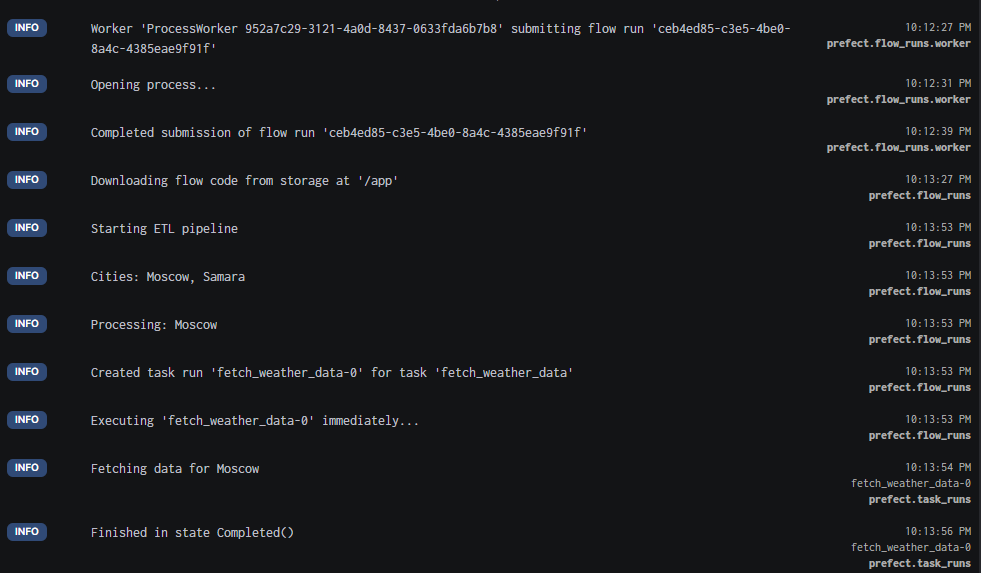 INFO
Worker 'ProcessWorker 952a7c29-3121-4a0d-8437-0633fda6b7b8' submitting flow run 'ceb4ed85-c3e5-4be0-
8a4c-4385eae9f91f'
10:12:27 PM
prefect.flow_runs.worker
INFO
Opening process...
10:12:31 PM
prefect.flow_runs.worker
INFO
Completed submission of flow run 'ceb4ed85-c3e5-4be0-8a4c-4385eae9f91f'
10:12:39 PM
prefect.flow_runs.worker
INFO
Downloading flow code from storage at '/app'
10:13:27 PM
prefect.flow_runs
INFO
Starting ETL pipeline
10:13:53 PM
prefect.flow_runs
INFO
Cities: Moscow, Samara
10:13:53 PM
prefect.flow_runs
INFO
Processing: Moscow
10:13:53 PM
prefect.flow_runs
INFO
Created task run 'fetch_weather_data-0' for task 'fetch_weather_data'
10:13:53 PM
prefect.flow_runs
INFO
Executing 'fetch_weather_data-0' immediately...
10:13:53 PM
prefect.flow_runs
INFO
Fetching data for Moscow
10:13:54 PM
fetch_weather_data-0
prefect.task_runs
INFO
Finished in state Completed()
10:13:56 PM
fetch_weather_data-0
prefect.task_runs